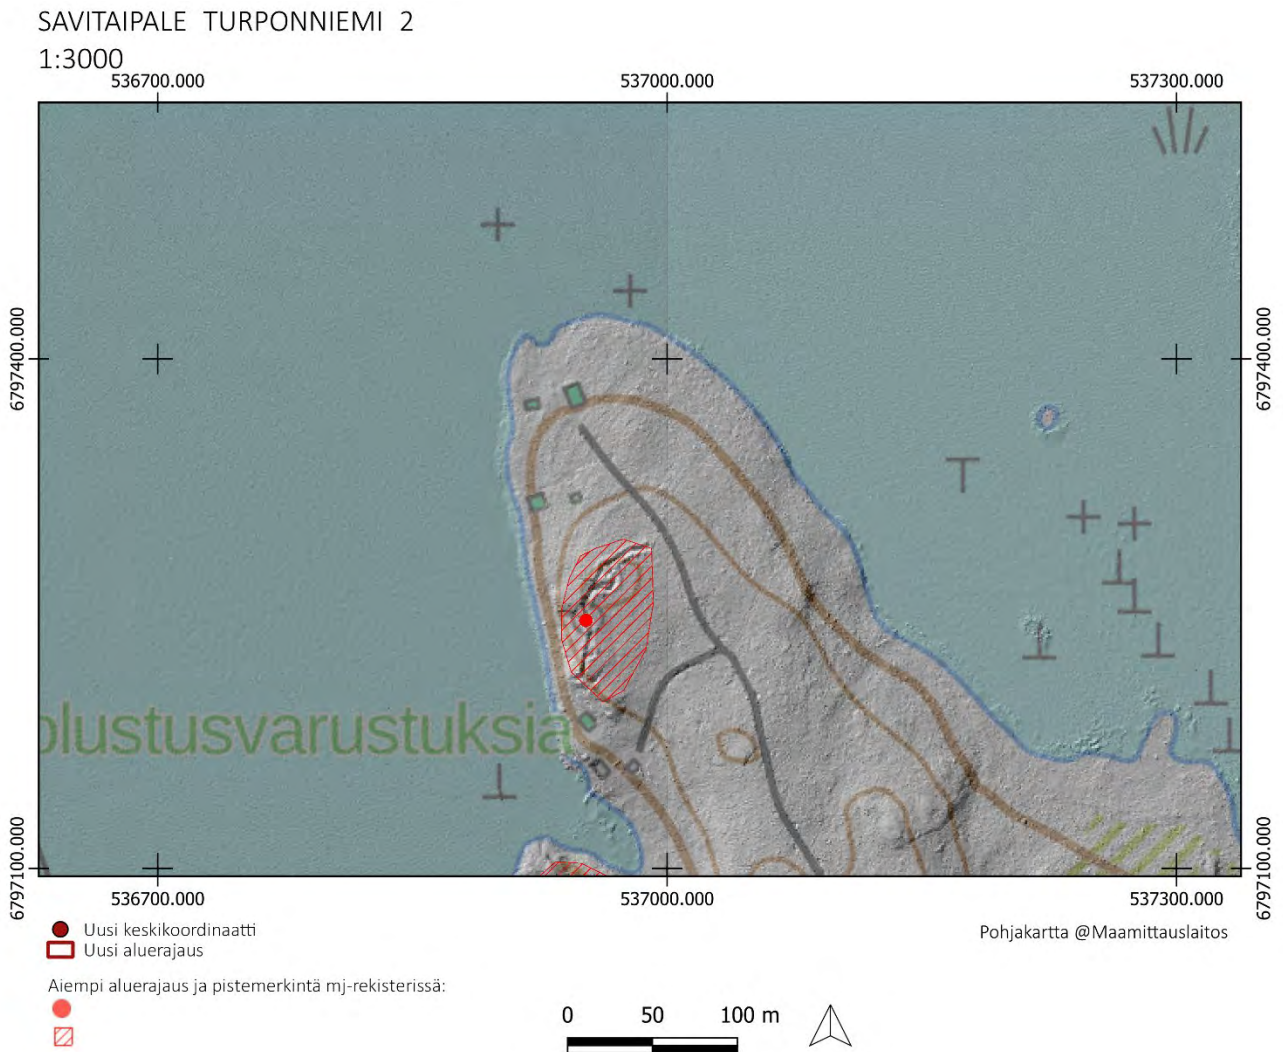 SAVITAIPALE TURPONNIEMI 2
1:3000
536700.000 537000.000 537300.000
6797400.000 6797400.000
olustusvarustuksia
6797100.000 6797100.000
536700.000 537000.000 537300.000
Uusi keskikoordinaatti
Uusi aluerajaus
Pohjakartta @Maamittauslaitos
Aiempi aluerajaus ja pistemerkintä mj-rekisterissä:
0 50 100 m